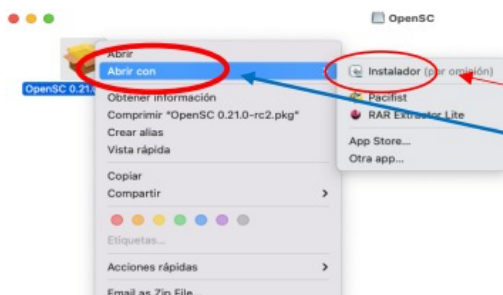 OpenSC
Abrir
Abrir con
Instalador (por omisión)
OpenSC 0.21.0
Obtener información
Pacifist
Comprimir "OpenSC 0.21.0-rc2.pkg"
RAR Extractor Lite
Crear alias
Vista rápida
App Store...
Otra app...
Copiar
Compartir
Etiquetas...
Acciones rápidas
Email as Zip File...